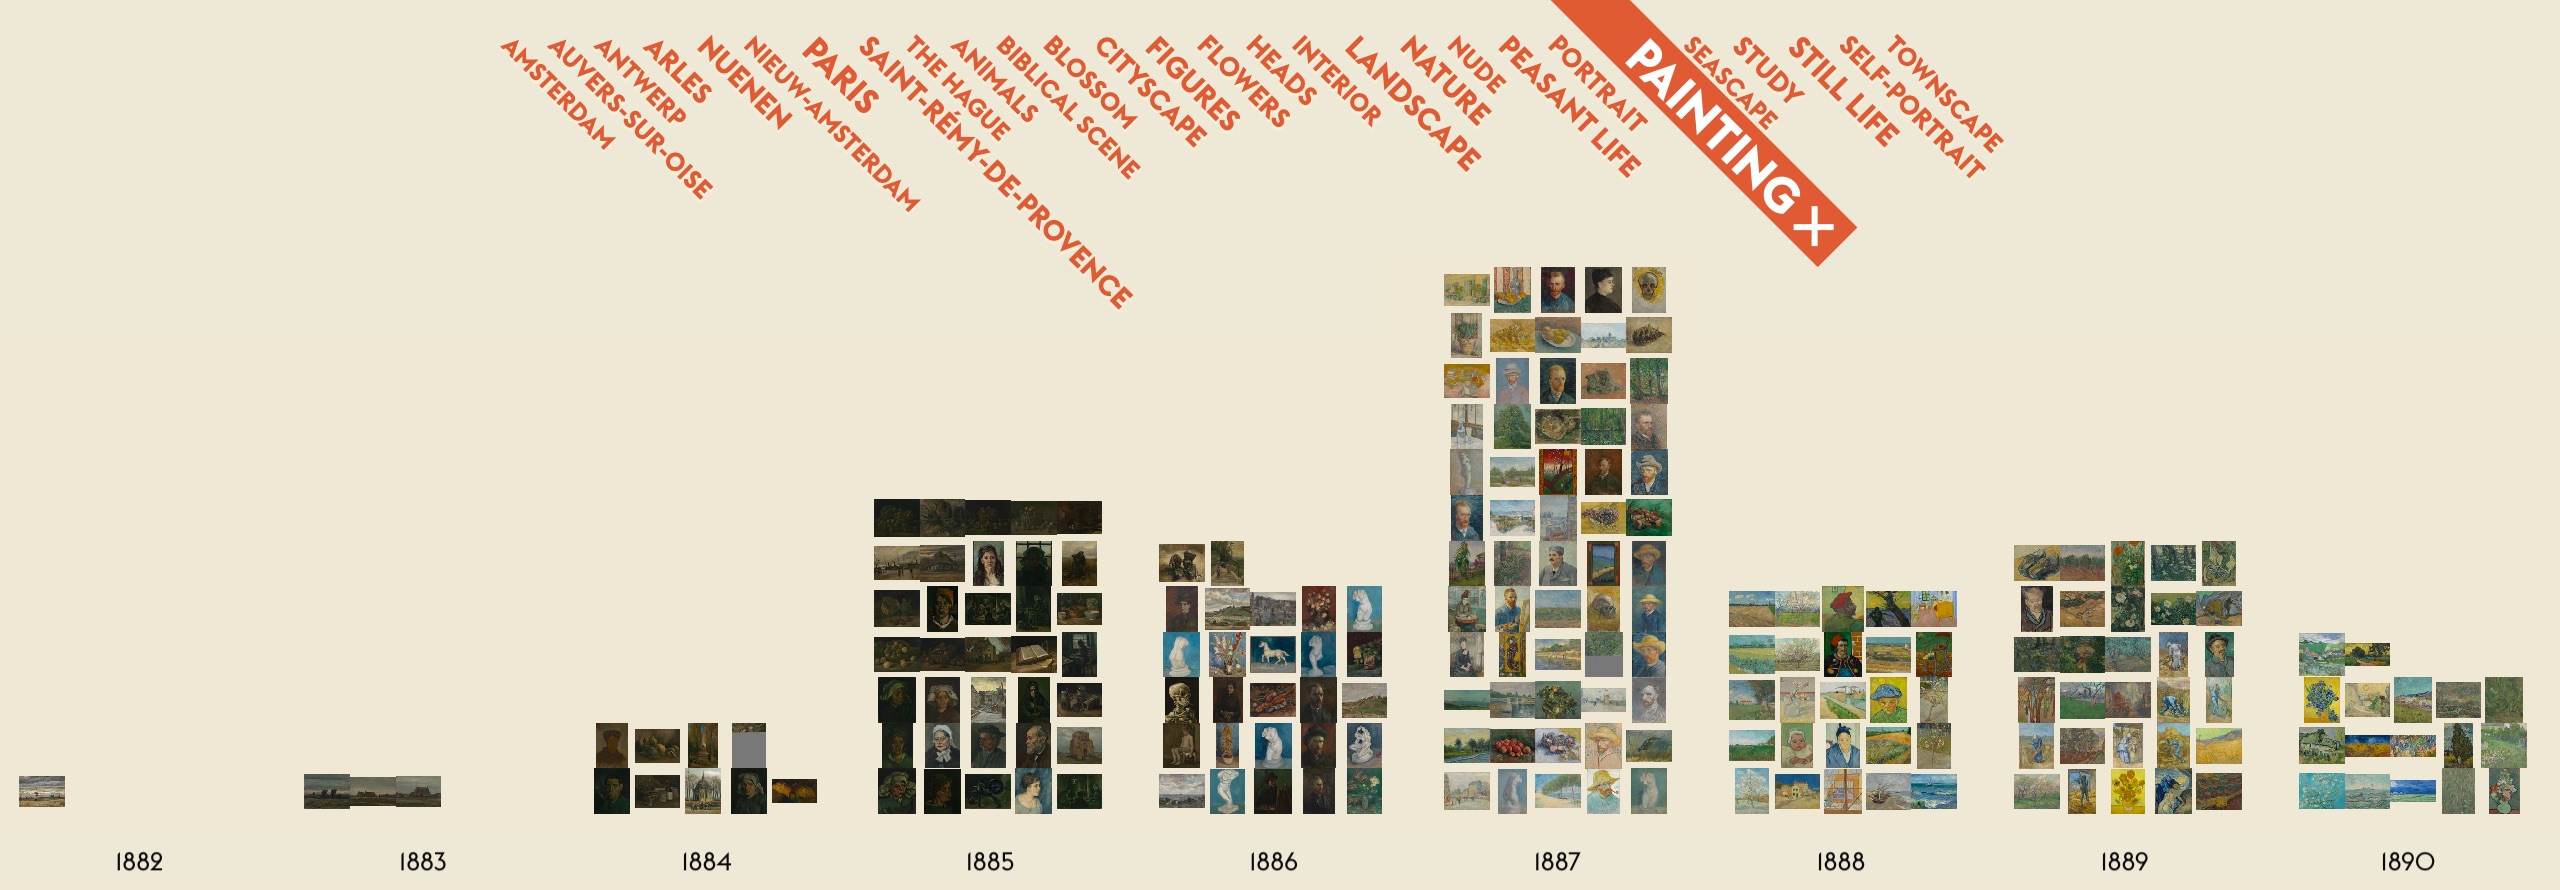 AMSTERDAM
AUVERS-SUR-OISE
ANTWERP
ARLES
NUENEN
NIEUW-AMSTERDAM
PARIS
SAINT-RÉMY-DE-PROVENCE
THE HAGUE
ANIMALS
BIBLICAL SCENE
BLOSSOM
CITYSCAPE
FIGURES
FLOWERS
HEADS
INTERIOR
LANDSCAPE
NATURE
NUDE
PEASANT LIFE
PORTRAIT
PAINTING ×
SEASCAPE
STUDY
STILL LIFE
SELF-PORTRAIT
TOWNSCAPE
1882
1883
1884
1885
1886
1887
1888
1889
1890